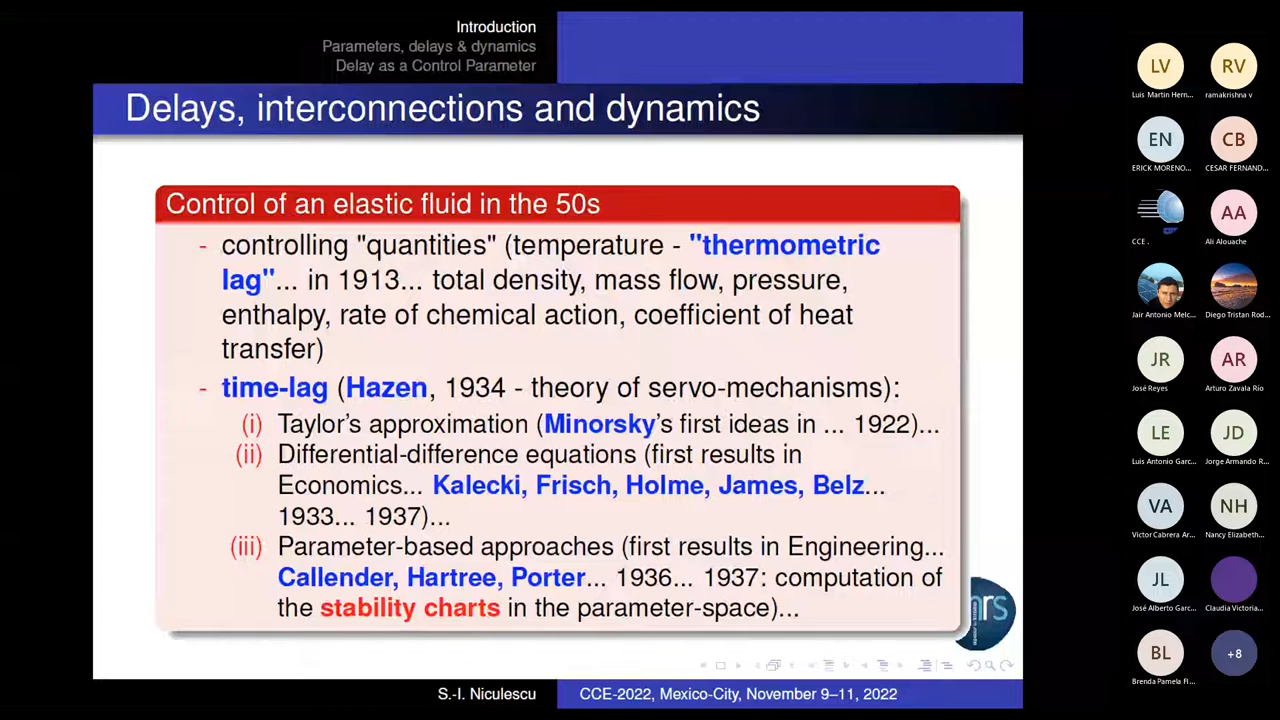 Introduction
Parameters, delays & dynamics
Delay as a Control Parameter
Delays, interconnections and dynamics
Control of an elastic fluid in the 50s
- controlling "quantities" (temperature - "thermometric
lag"... in 1913... total density, mass flow, pressure,
enthalpy, rate of chemical action, coefficient of heat
transfer)
- time-lag (Hazen, 1934 - theory of servo-mechanisms):
(i) Taylor's approximation (Minorsky's first ideas in ... 1922)...
(ii) Differential-difference equations (first results in
Economics... Kalecki, Frisch, Holme, James, Belz...
1933... 1937)...
(iii) Parameter-based approaches (first results in Engineering...
Callender, Hartree, Porter... 1936... 1937: computation of
the stability charts in the parameter-space)...
S.-I. Niculescu
CCE-2022, Mexico-City, November 9–11, 2022
LV
RV
Luis Martin Hern...
ramakrishna v
EN
CB
ERICK MORENO...
CESAR FERNAND...
AA
CCE .
Ali Alouache
Jair Antonio Melc...
Diego Tristan Rod...
JR
AR
José Reyes
Arturo Zavala Río
LE
JD
Luis Antonio Garc...
Jorge Armando R...
VA
NH
Victor Cabrera Ar...
Nancy Elizabeth...
JL
José Alberto Garc...
Claudia Victoria...
BL
+8
Brenda Pamela Fl...